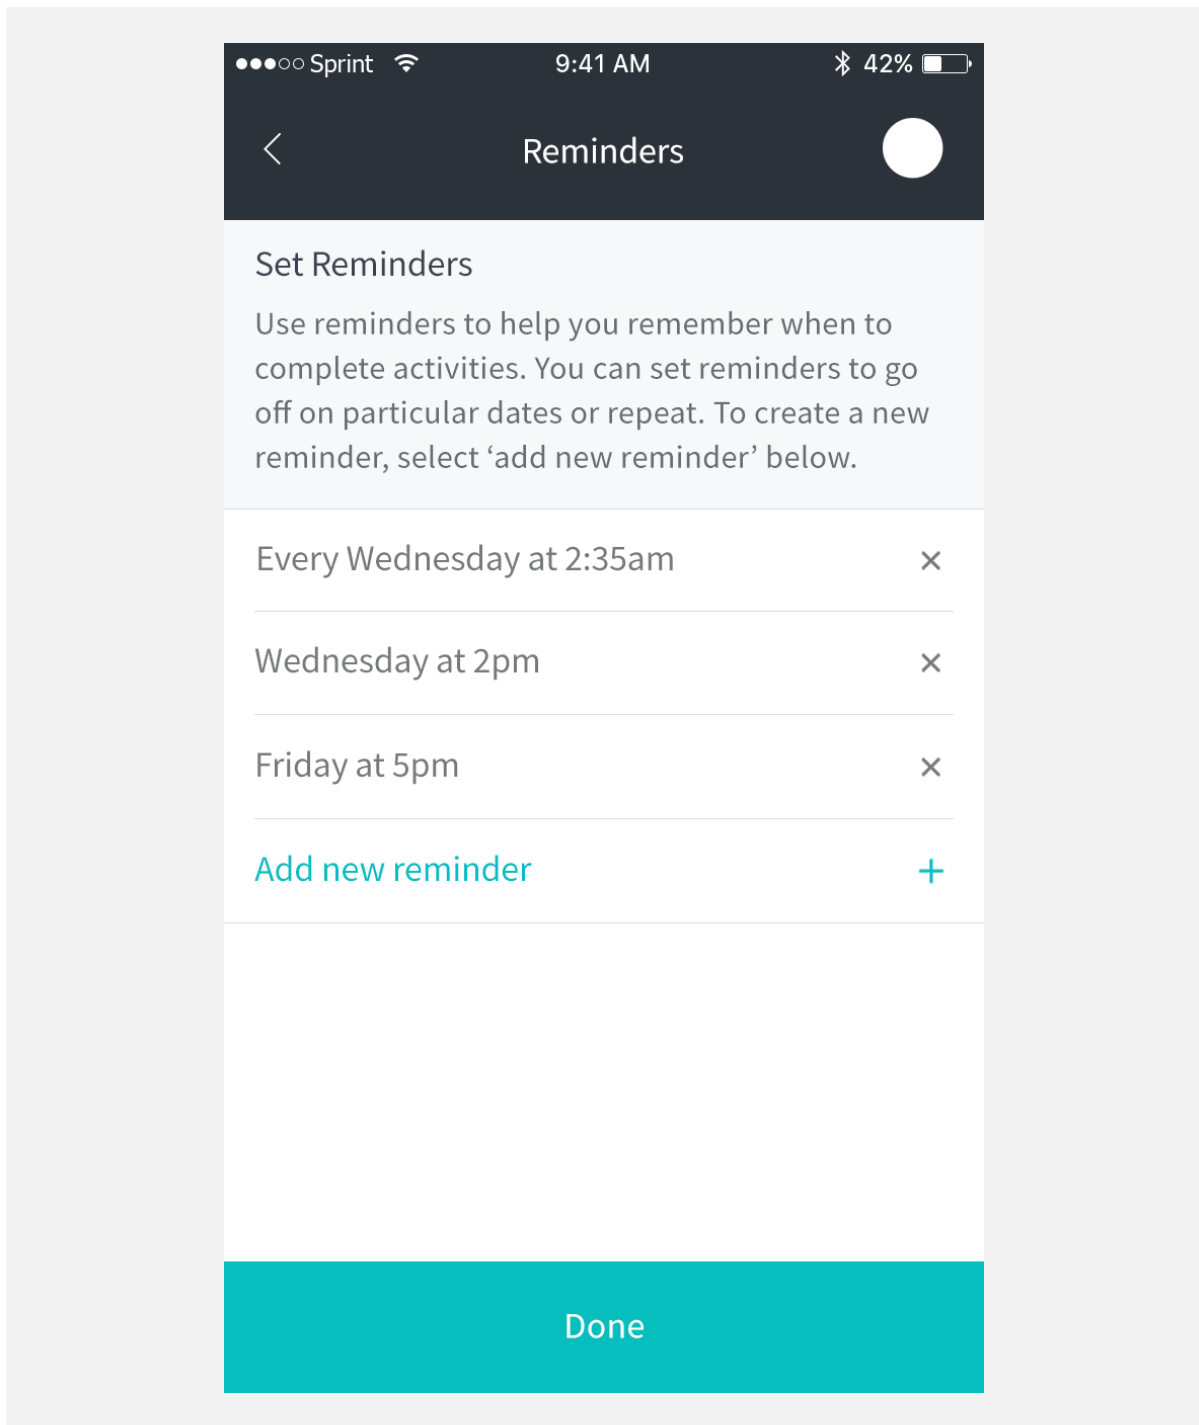 Sprint 9:41 AM 42%
Reminders
Set Reminders
Use reminders to help you remember when to
complete activities. You can set reminders to go
off on particular dates or repeat. To create a new
reminder, select ‘add new reminder’ below.
Every Wednesday at 2:35am
Wednesday at 2pm
Friday at 5pm
Add new reminder
Done